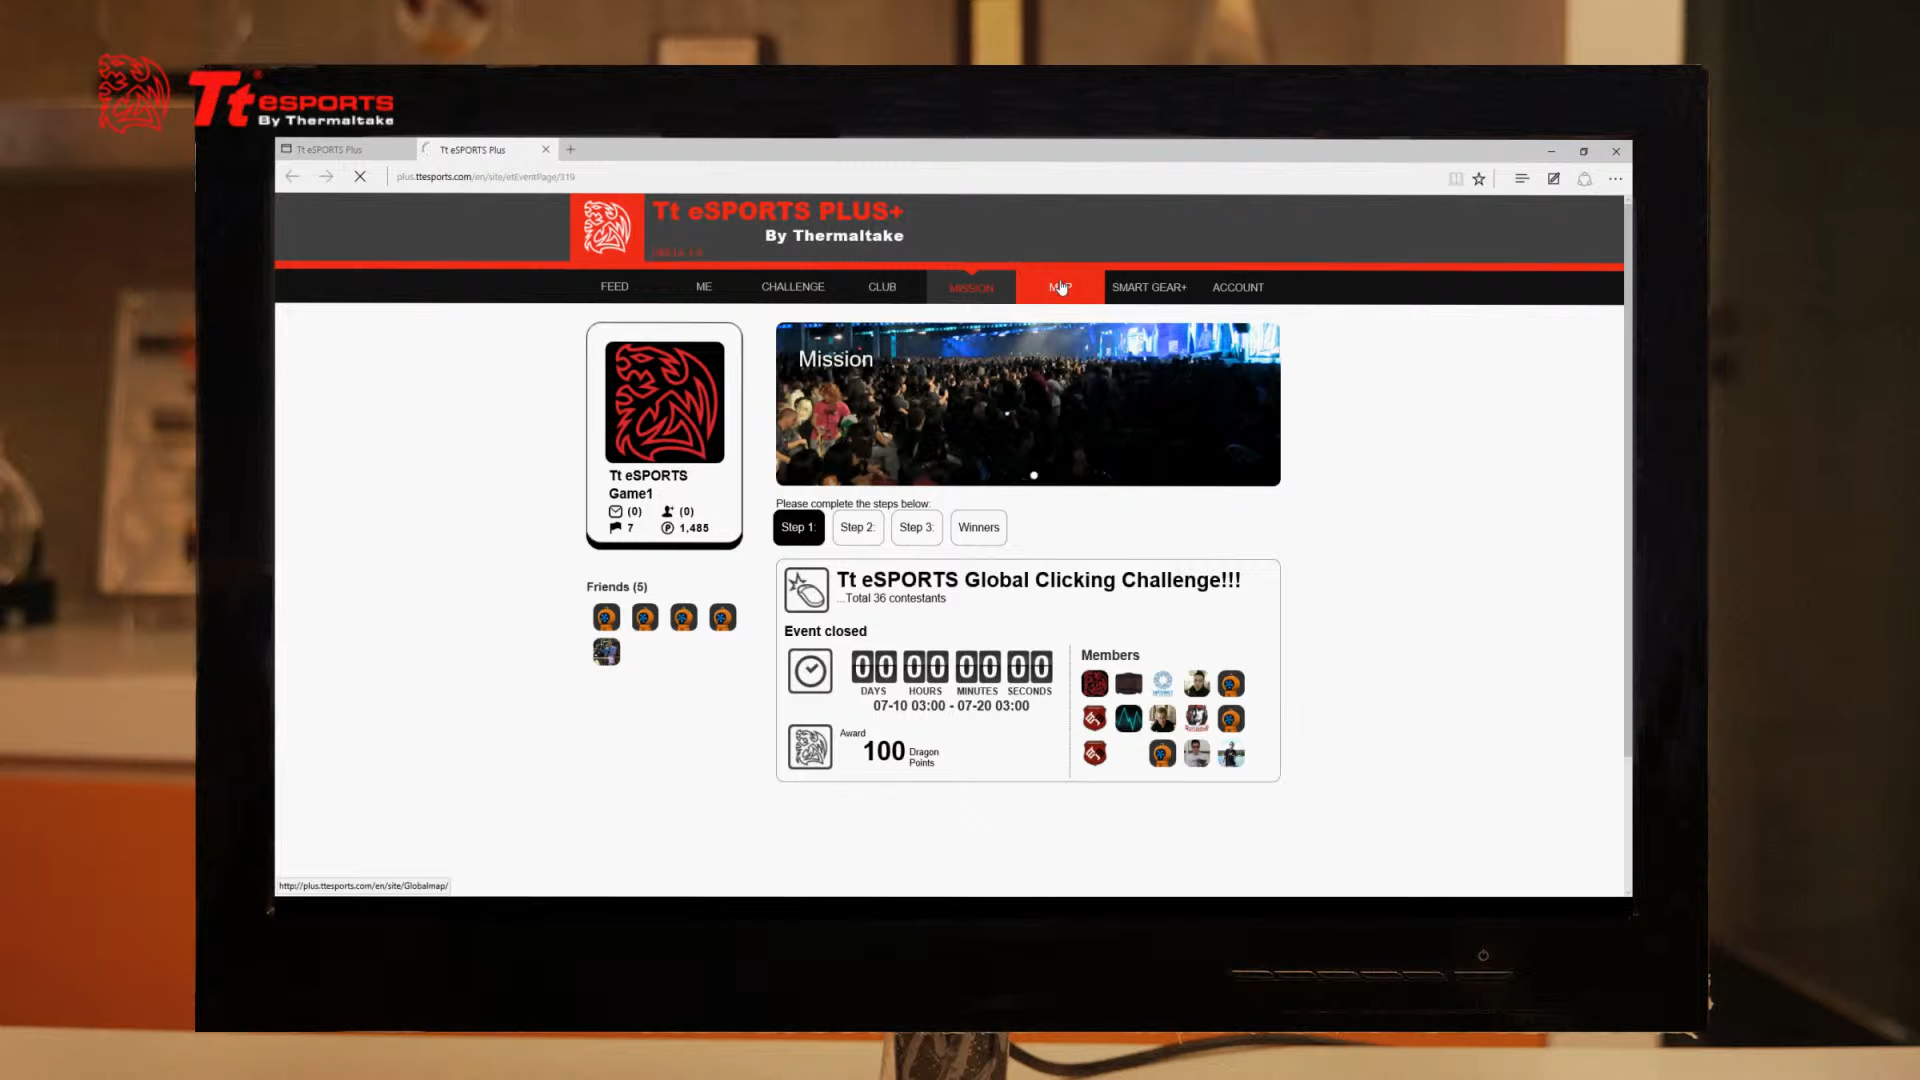 Tt eSPORTS
By Thermaltake
Tt eSPORTS Plus
Tt eSPORTS Plus
plus.ttesports.com/en/site/etEventPage/319
Tt eSPORTS PLUS+
By Thermaltake
FEED ME CHALLENGE CLUB MISSION MAP SMART GEAR+ ACCOUNT
Tt eSPORTS
Game1
(0) (0)
7 1,485
Friends (5)
Mission
Please complete the steps below:
Step 1: Step 2: Step 3: Winners
Tt eSPORTS Global Clicking Challenge!!!
...Total 36 contestants
Event closed
00 00 00 00
DAYS HOURS MINUTES SECONDS
07-10 03:00 - 07-20 03:00
Award
100 Dragon
Points
Members
http://plus.ttesports.com/en/site/Globalmap/